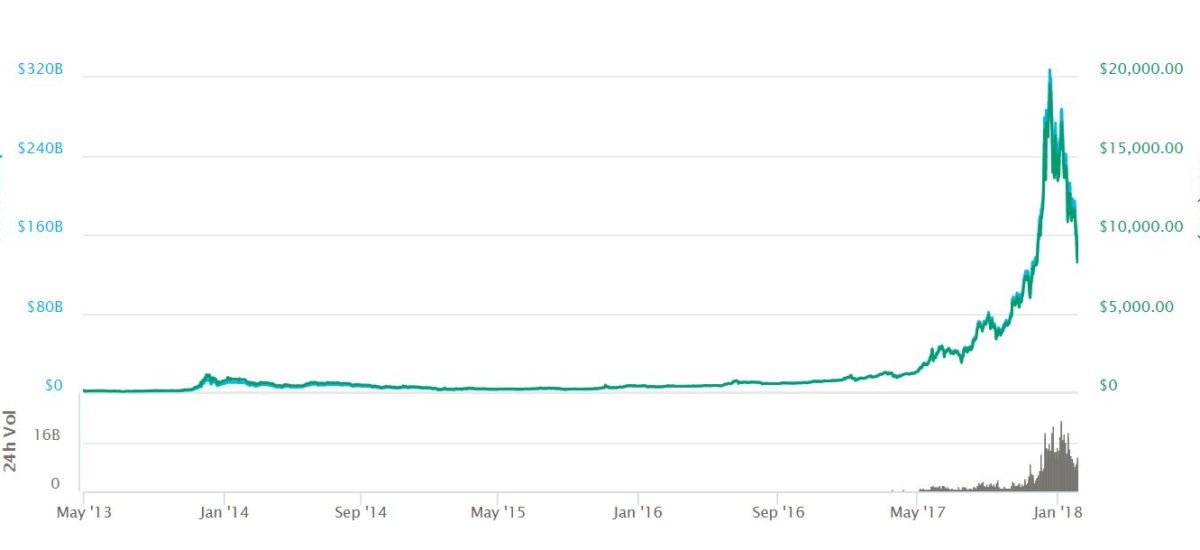 $320B
$20,000.00
$240B
$15,000.00
$160B
$10,000.00
$80B
$5,000.00
$0
$0
24h Vol
16B
0
May '13
Jan '14
Sep '14
May '15
Jan '16
Sep '16
May '17
Jan '18